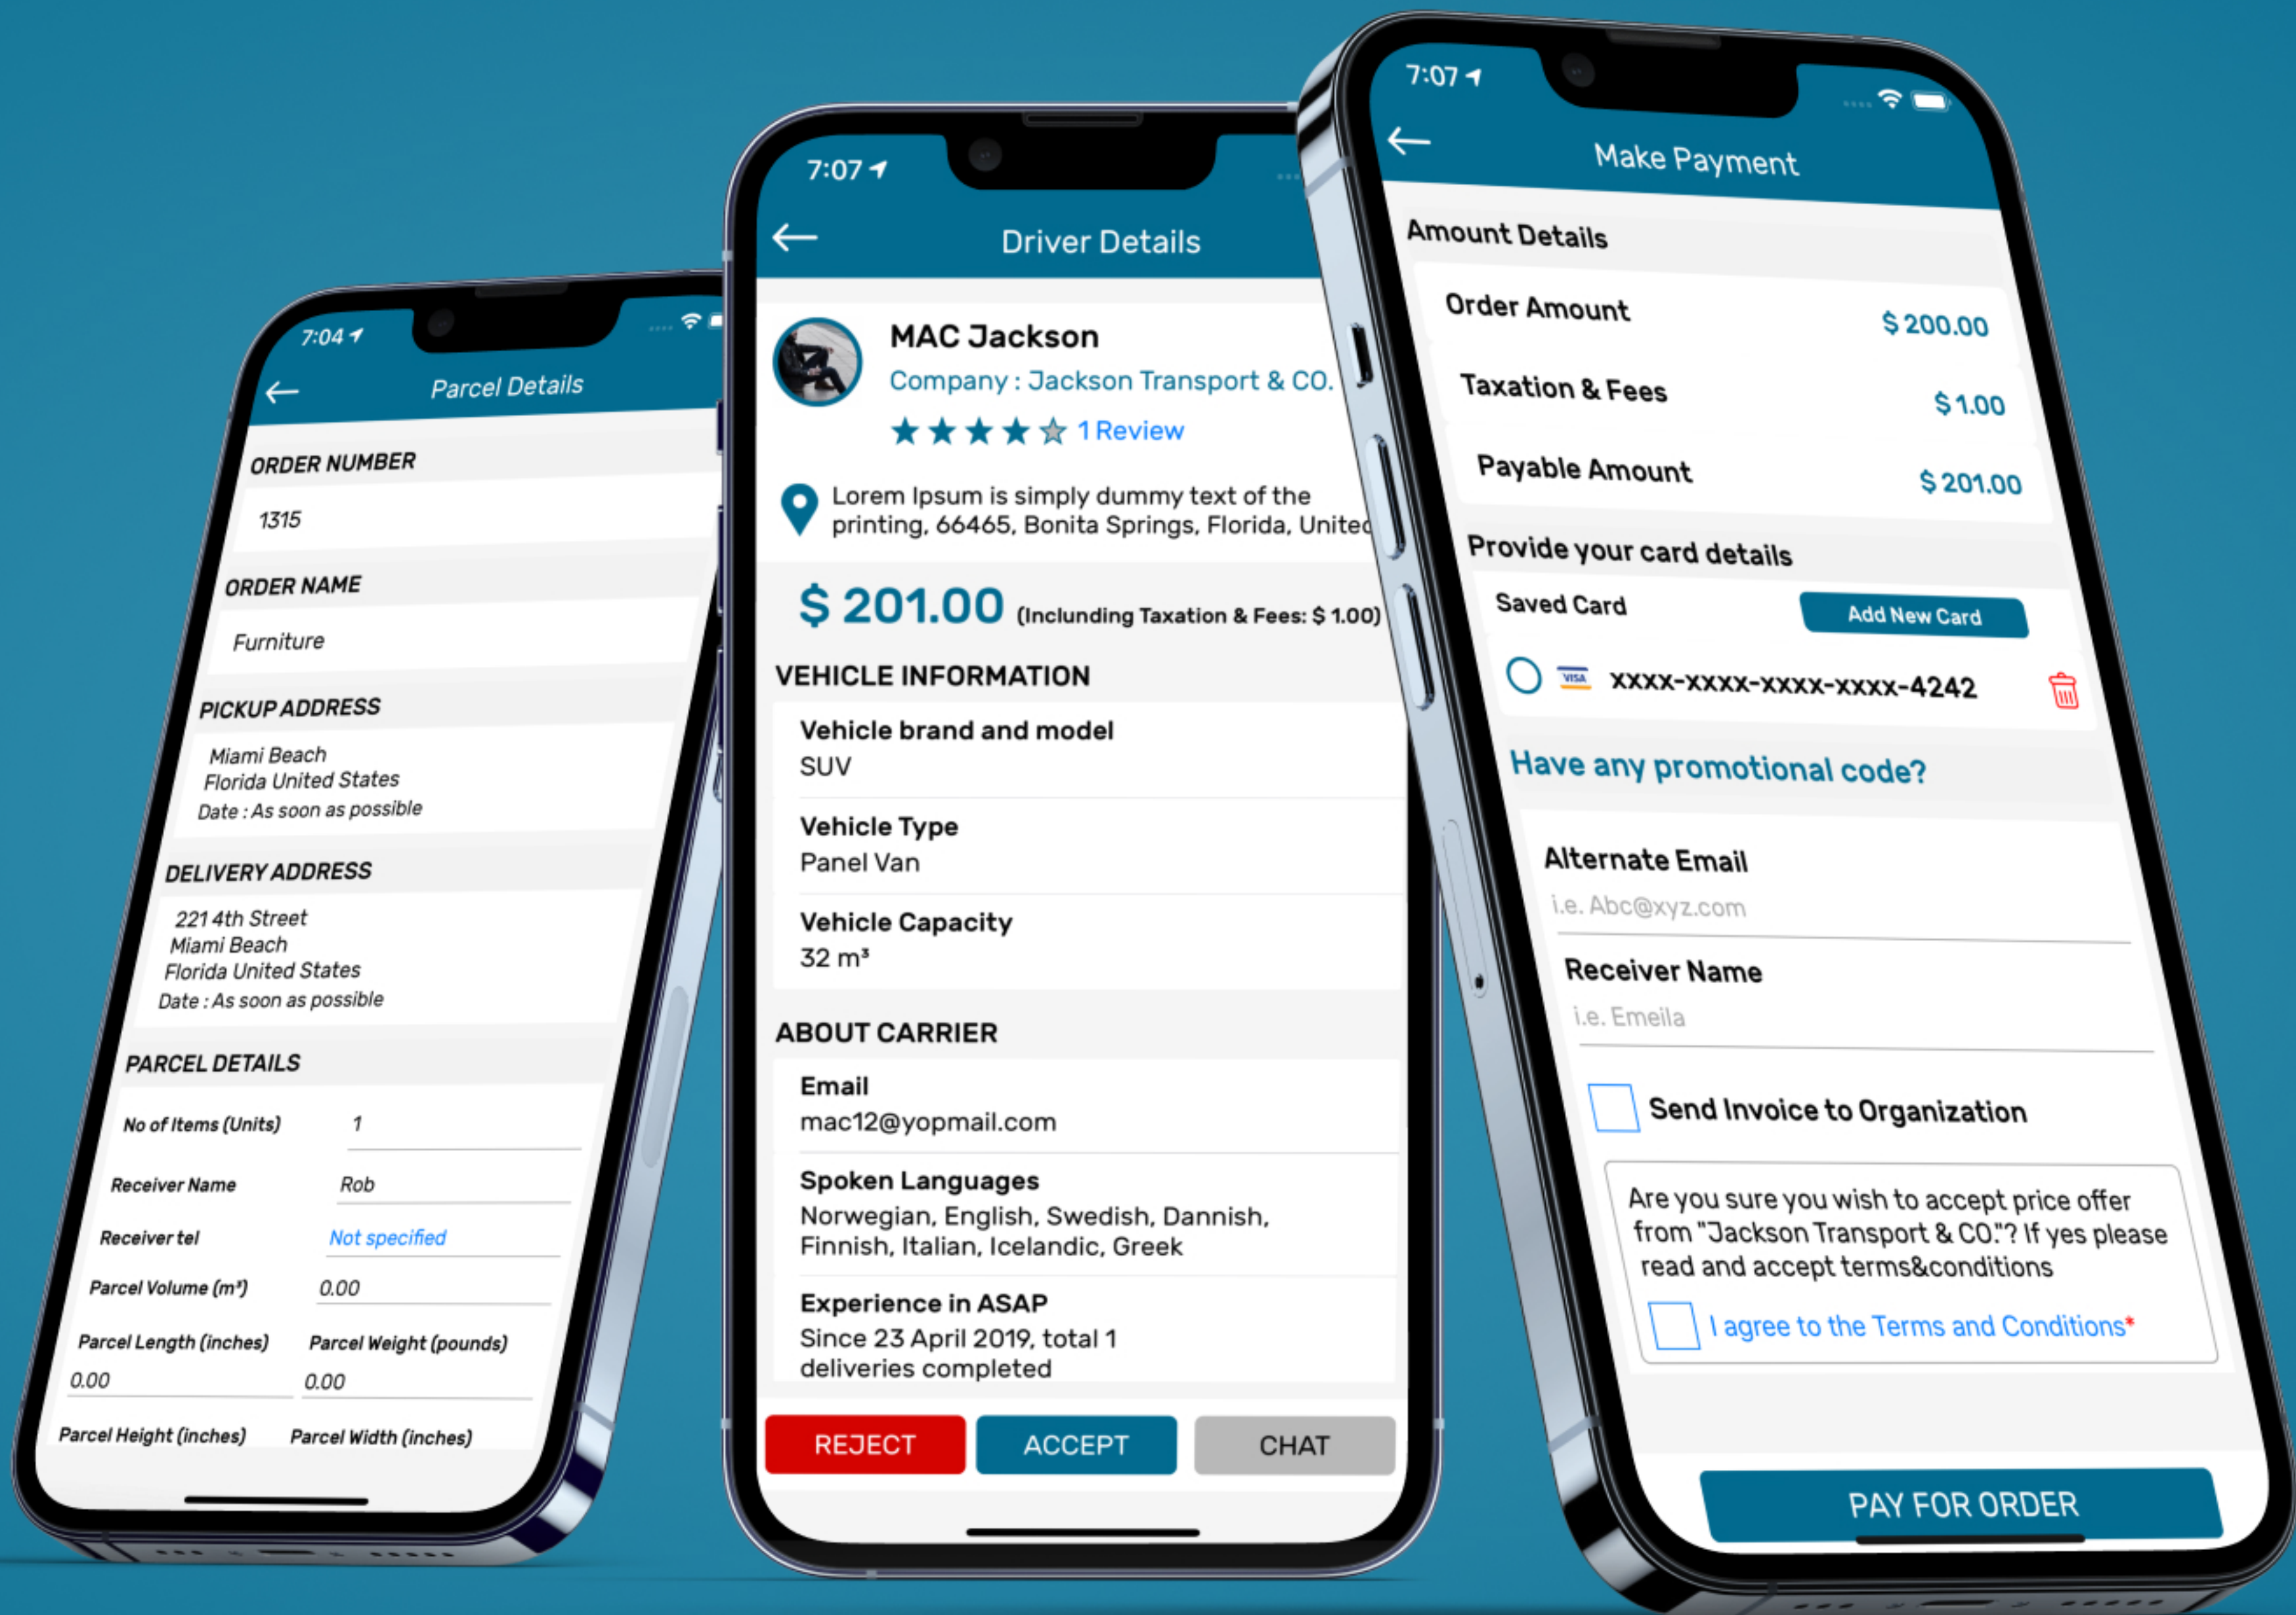 7:04
Parcel Details
ORDER NUMBER
1315
ORDER NAME
Furniture
PICKUP ADDRESS
Miami Beach
Florida United States
Date : As soon as possible
DELIVERY ADDRESS
221 4th Street
Miami Beach
Florida United States
Date : As soon as possible
PARCEL DETAILS
No of Items (Units) 1
Receiver Name Rob
Receiver tel Not specified
Parcel Volume (m³) 0.00
Parcel Length (inches) Parcel Weight (pounds)
0.00 0.00
Parcel Height (inches) Parcel Width (inches)
7:07
Driver Details
MAC Jackson
Company : Jackson Transport & CO.
1 Review
Lorem Ipsum is simply dummy text of the
printing, 66465, Bonita Springs, Florida, United
$ 201.00 (Inclunding Taxation & Fees: $ 1.00)
VEHICLE INFORMATION
Vehicle brand and model
SUV
Vehicle Type
Panel Van
Vehicle Capacity
32 m³
ABOUT CARRIER
Email
mac12@yopmail.com
Spoken Languages
Norwegian, English, Swedish, Dannish,
Finnish, Italian, Icelandic, Greek
Experience in ASAP
Since 23 April 2019, total 1
deliveries completed
REJECT ACCEPT CHAT
7:07
Make Payment
Amount Details
Order Amount $ 200.00
Taxation & Fees $ 1.00
Payable Amount $ 201.00
Provide your card details
Saved Card Add New Card
VISA xxxx-xxxx-xxxx-xxxx-4242
Have any promotional code?
Alternate Email
i.e. Abc@xyz.com
Receiver Name
i.e. Emeila
Send Invoice to Organization
Are you sure you wish to accept price offer
from "Jackson Transport & CO."? If yes please
read and accept terms&conditions
I agree to the Terms and Conditions*
PAY FOR ORDER